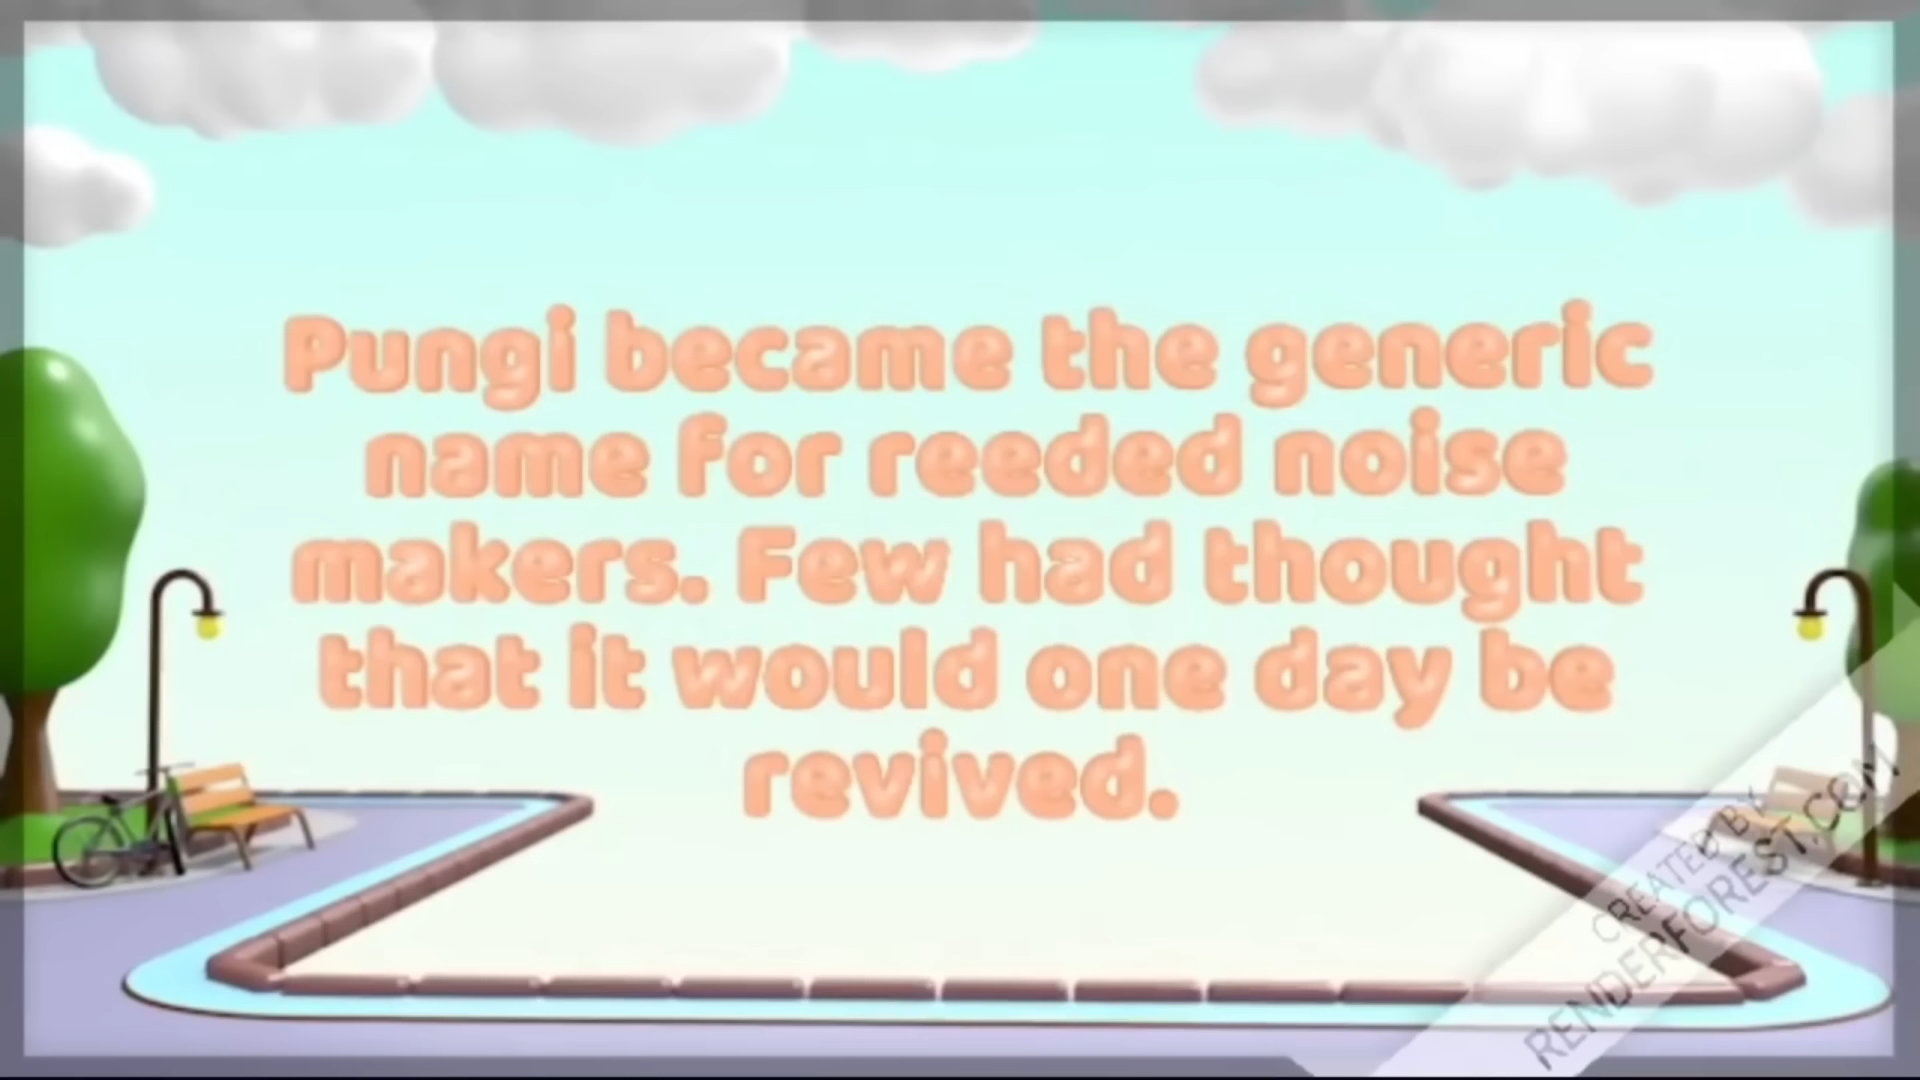 Pungi became the generic
name for reeded noise
makers. Few had thought
that it would one day be
revived.
CREATED BY
RENDERFOREST.COM